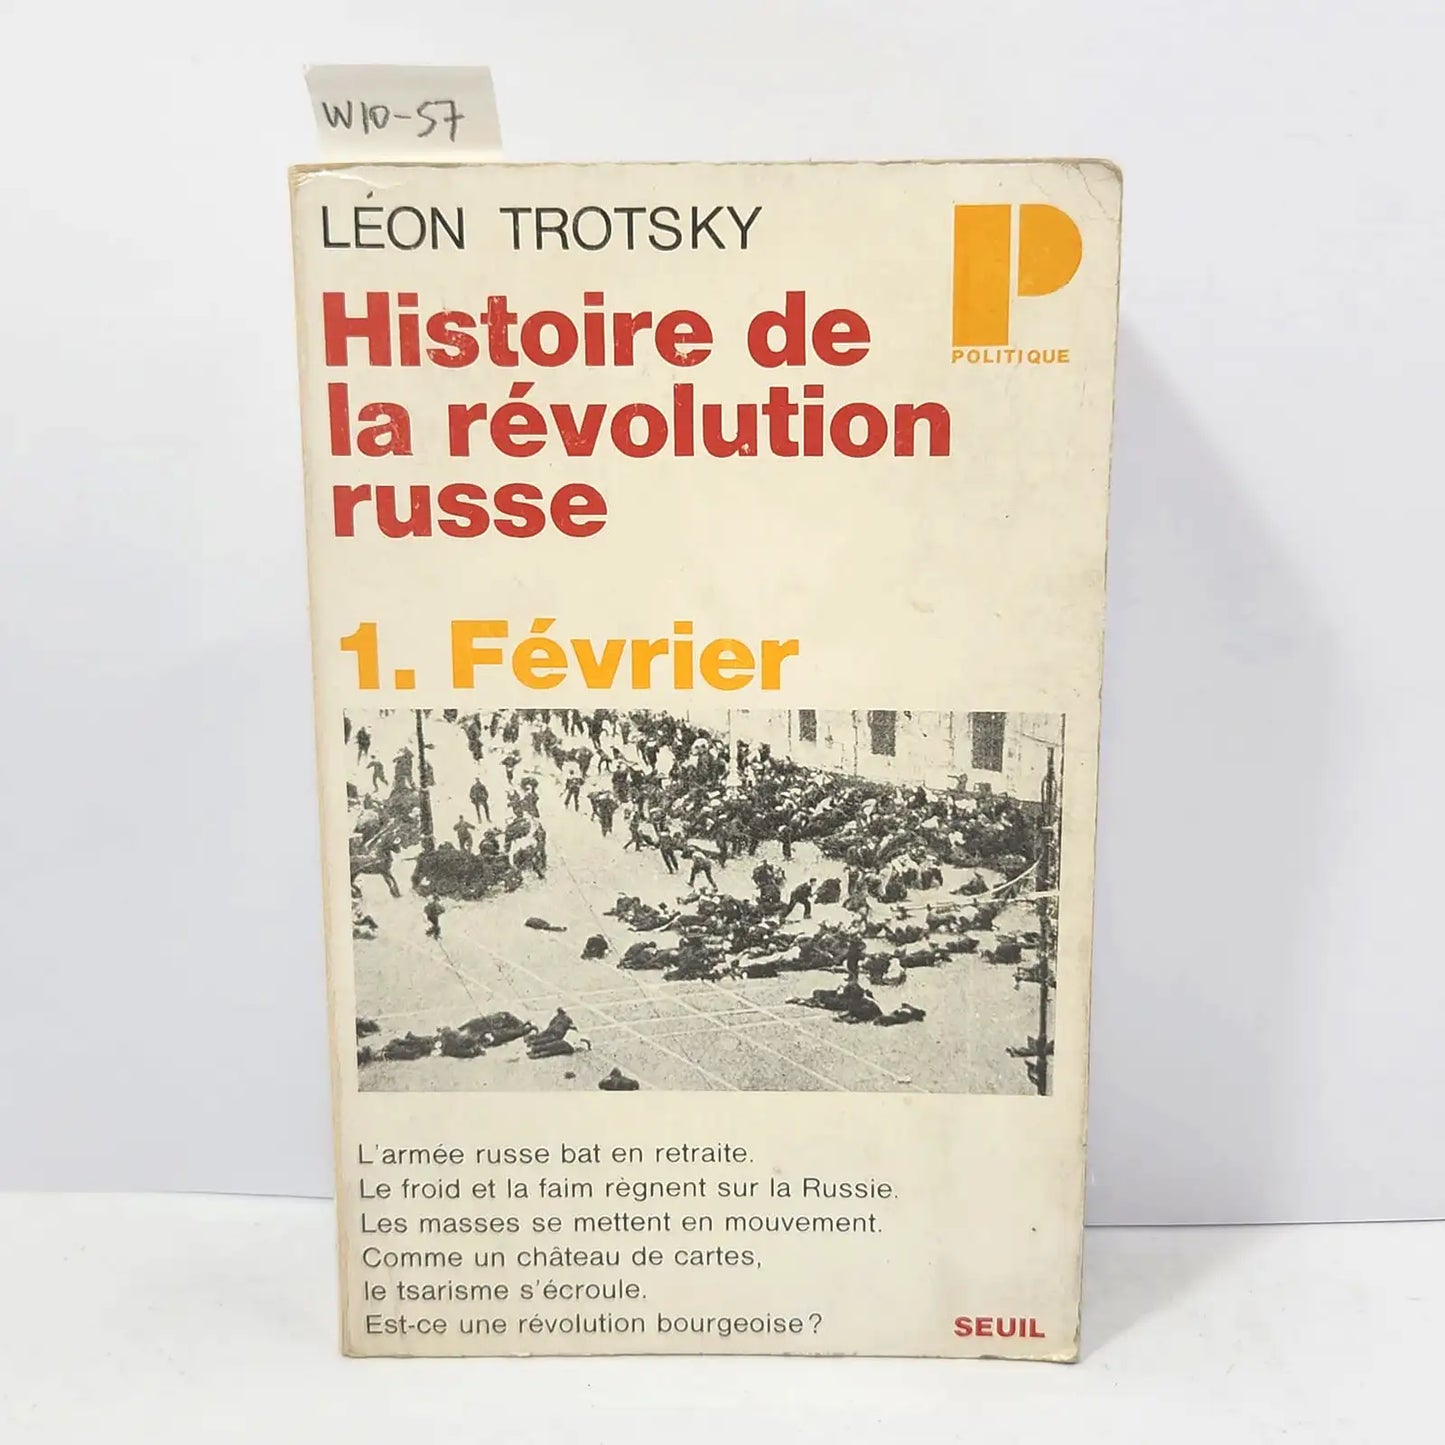 W10-57
LÉON TROTSKY
P
POLITIQUE
Histoire de
la révolution
russe
1. Février
L'armée russe bat en retraite.
Le froid et la faim règnent sur la Russie.
Les masses se mettent en mouvement.
Comme un château de cartes,
le tsarisme s'écroule.
Est-ce une révolution bourgeoise ?
SEUIL